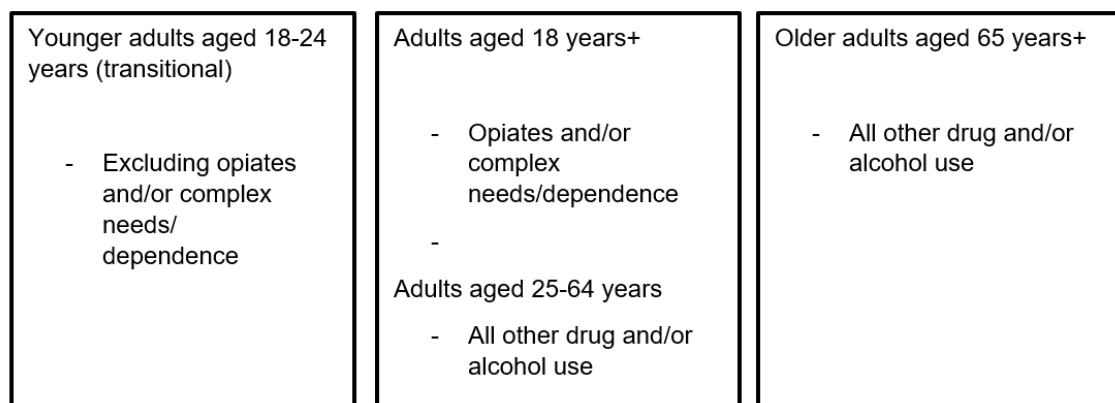 Younger adults aged 18-24
years (transitional)
- Excluding opiates
and/or complex
needs/
dependence
Adults aged 18 years+
- Opiates and/or
complex
needs/dependence
-
Adults aged 25-64 years
- All other drug and/or
alcohol use
Older adults aged 65 years+
- All other drug and/or
alcohol use